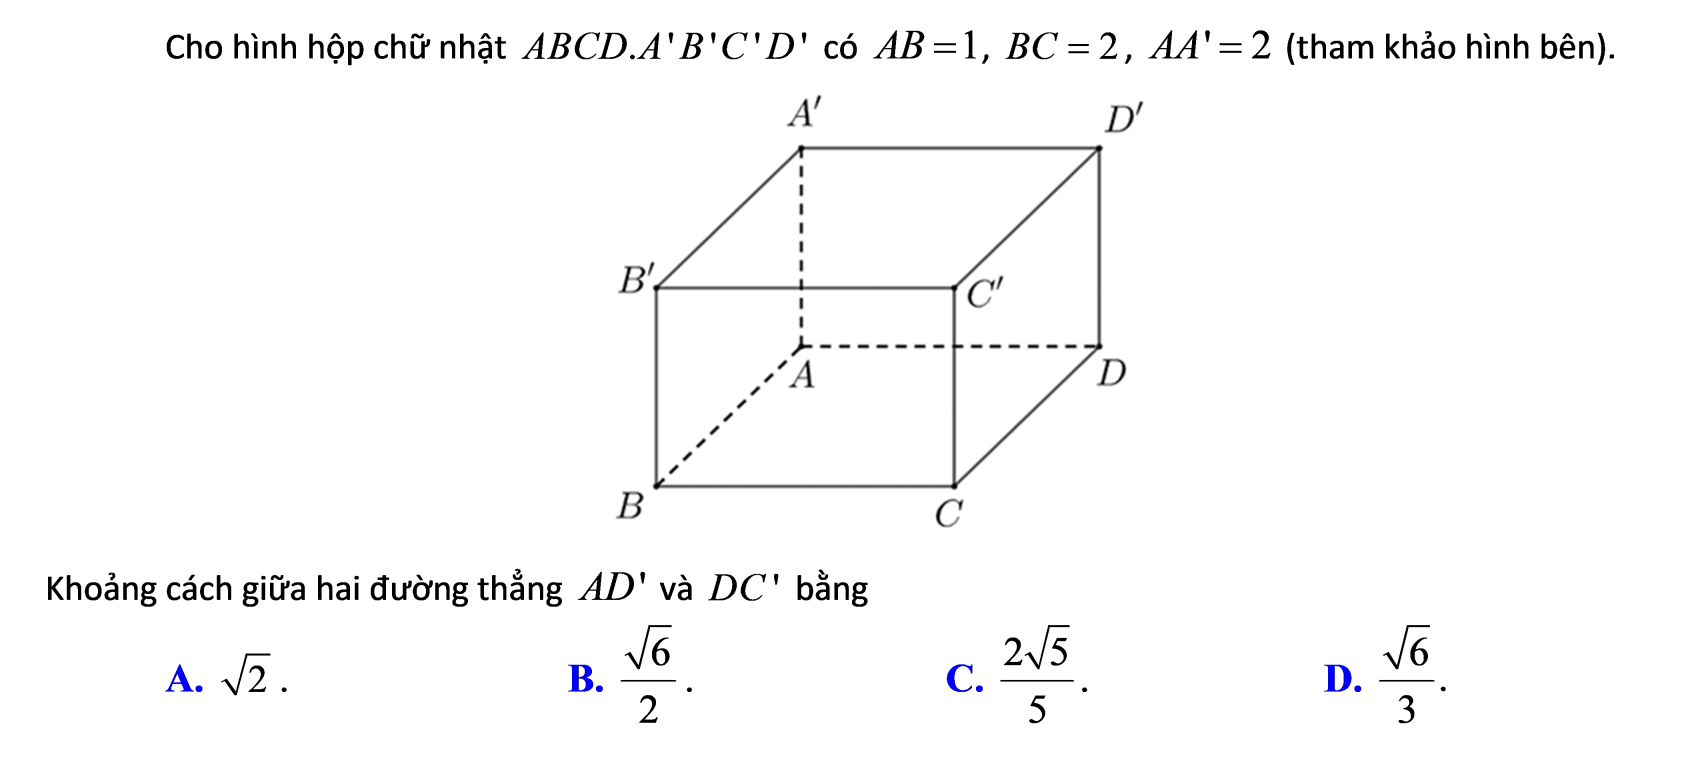 Cho hình hộp chữ nhật ABCD.A'B'C'D' có AB = 1, BC = 2, AA' = 2 (tham khảo hình bên).
A′
D′
B′
C′
A
D
B
C
Khoảng cách giữa hai đường thẳng AD' và DC' bằng
A. √2 . B. √6/2 . C. 2√5/5 . D. √6/3 .